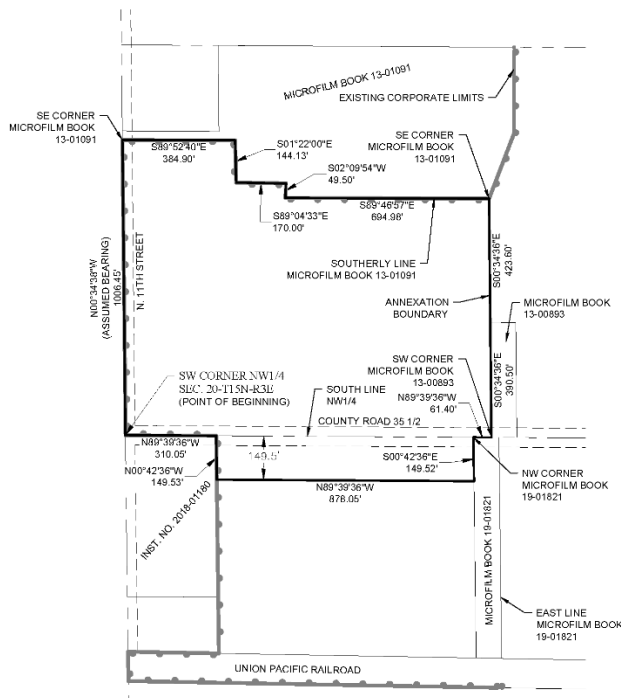 MICROFILM BOOK 13-01091
EXISTING CORPORATE LIMITS
SE CORNER
MICROFILM BOOK
13-01091
S89°52'40"E
384.90'
S01°22'00"E
144.13'
SE CORNER
MICROFILM BOOK
13-01091
S02°09'54"W
49.50'
S89°46'57"E
694.98'
S89°04'33"E
170.00'
SOUTHERLY LINE
MICROFILM BOOK 13-01091
S00°34'36"E
423.60'
N00°34'38"W
(ASSUMED BEARING)
1006.45'
N. 11TH STREET
ANNEXATION
BOUNDARY
MICROFILM BOOK
13-00893
SW CORNER
MICROFILM BOOK
13-00893
S00°34'36"E
390.50'
SW CORNER NW1/4
SEC. 20-T15N-R3E
(POINT OF BEGINNING)
SOUTH LINE
NW1/4
N89°39'36"W
61.40'
COUNTY ROAD 35 1/2
N89°39'36"W
310.05'
149.5'
S00°42'36"E
149.52'
N00°42'36"W
149.53'
NW CORNER
MICROFILM BOOK
19-01821
N89°39'36"W
878.05'
INST. NO. 2018-01180
MICROFILM BOOK 19-01821
EAST LINE
MICROFILM BOOK
19-01821
UNION PACIFIC RAILROAD